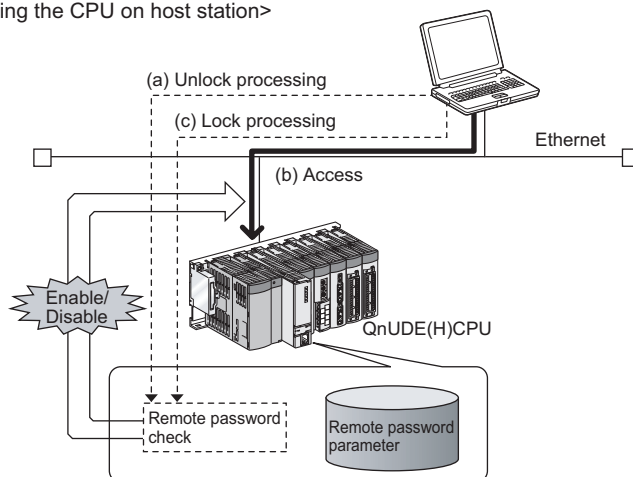 ing the CPU on host station>
(a) Unlock processing
(c) Lock processing
Ethernet
(b) Access
Enable/
Disable
QnUDE(H)CPU
Remote password
check
Remote password
parameter